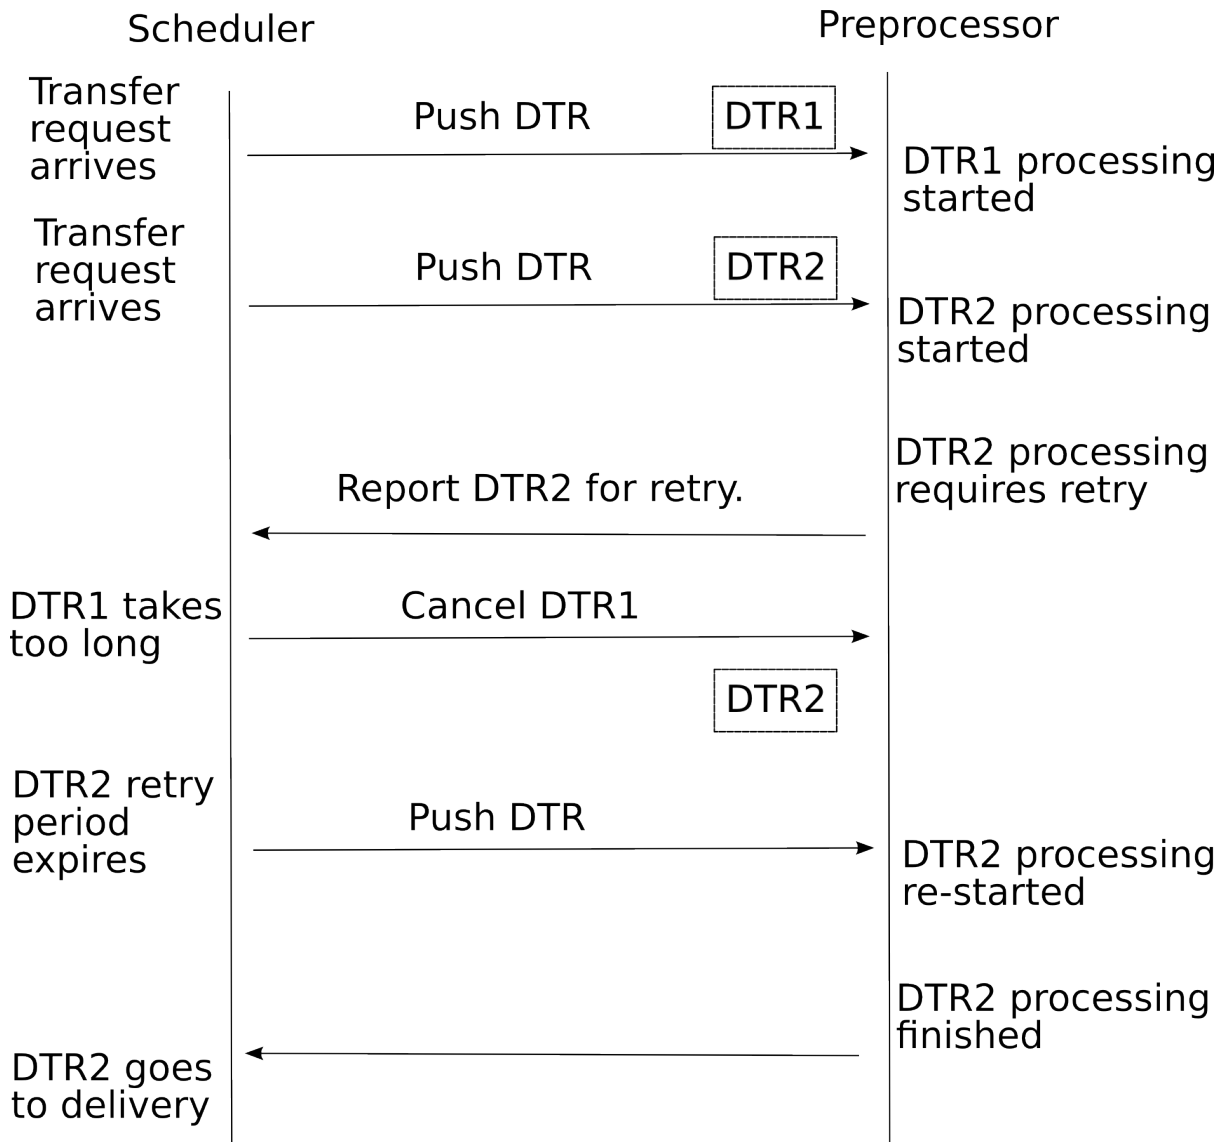 Scheduler
Preprocessor
Transfer
request
arrives
Push DTR
DTR1
DTR1 processing
started
Transfer
request
arrives
Push DTR
DTR2
DTR2 processing
started
DTR2 processing
requires retry
Report DTR2 for retry.
DTR1 takes
too long
Cancel DTR1
DTR2
DTR2 retry
period
expires
Push DTR
DTR2 processing
re-started
DTR2 processing
finished
DTR2 goes
to delivery